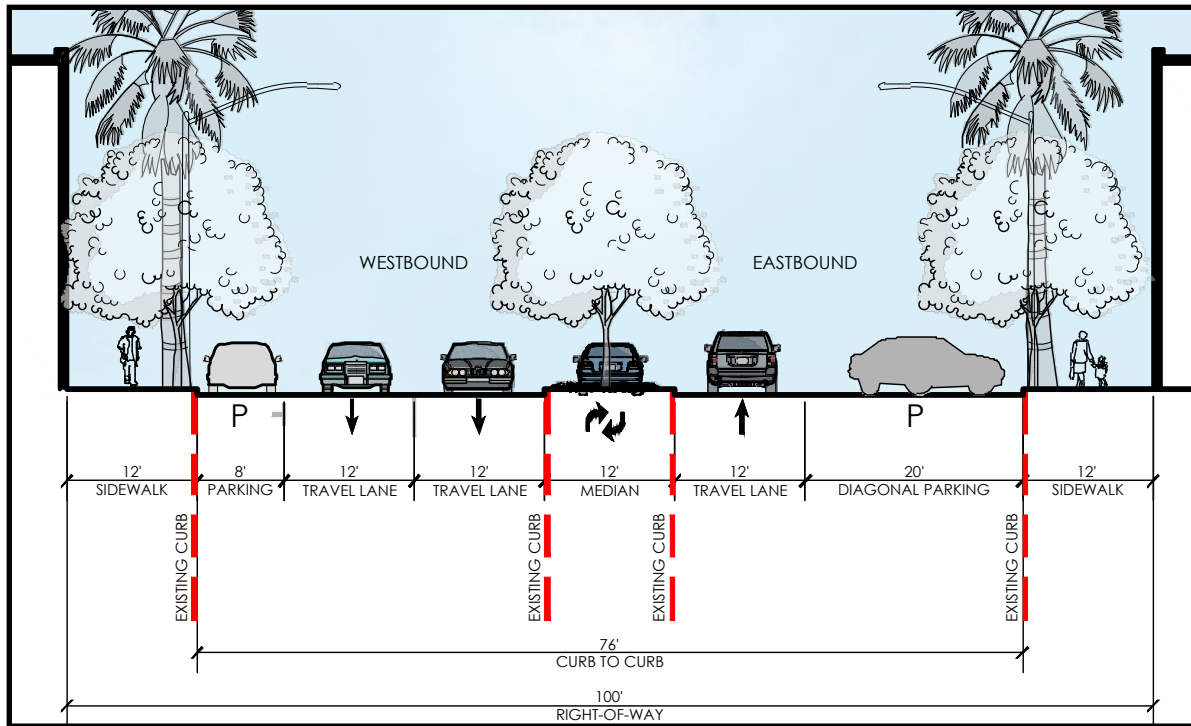 WESTBOUND
EASTBOUND
P
P
12'
8'
12'
12'
12'
12'
20'
12'
SIDEWALK
PARKING
TRAVEL LANE
TRAVEL LANE
MEDIAN
TRAVEL LANE
DIAGONAL PARKING
SIDEWALK
EXISTING CURB
EXISTING CURB
EXISTING CURB
EXISTING CURB
76'
CURB TO CURB
100'
RIGHT-OF-WAY